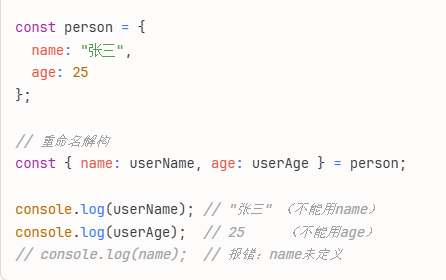 const person = {
  name: "张三",
  age: 25
};

// 重命名解构
const { name: userName, age: userAge } = person;

console.log(userName); // "张三" （不能用name）
console.log(userAge);  // 25     （不能用age）
// console.log(name);  // 报错：name未定义